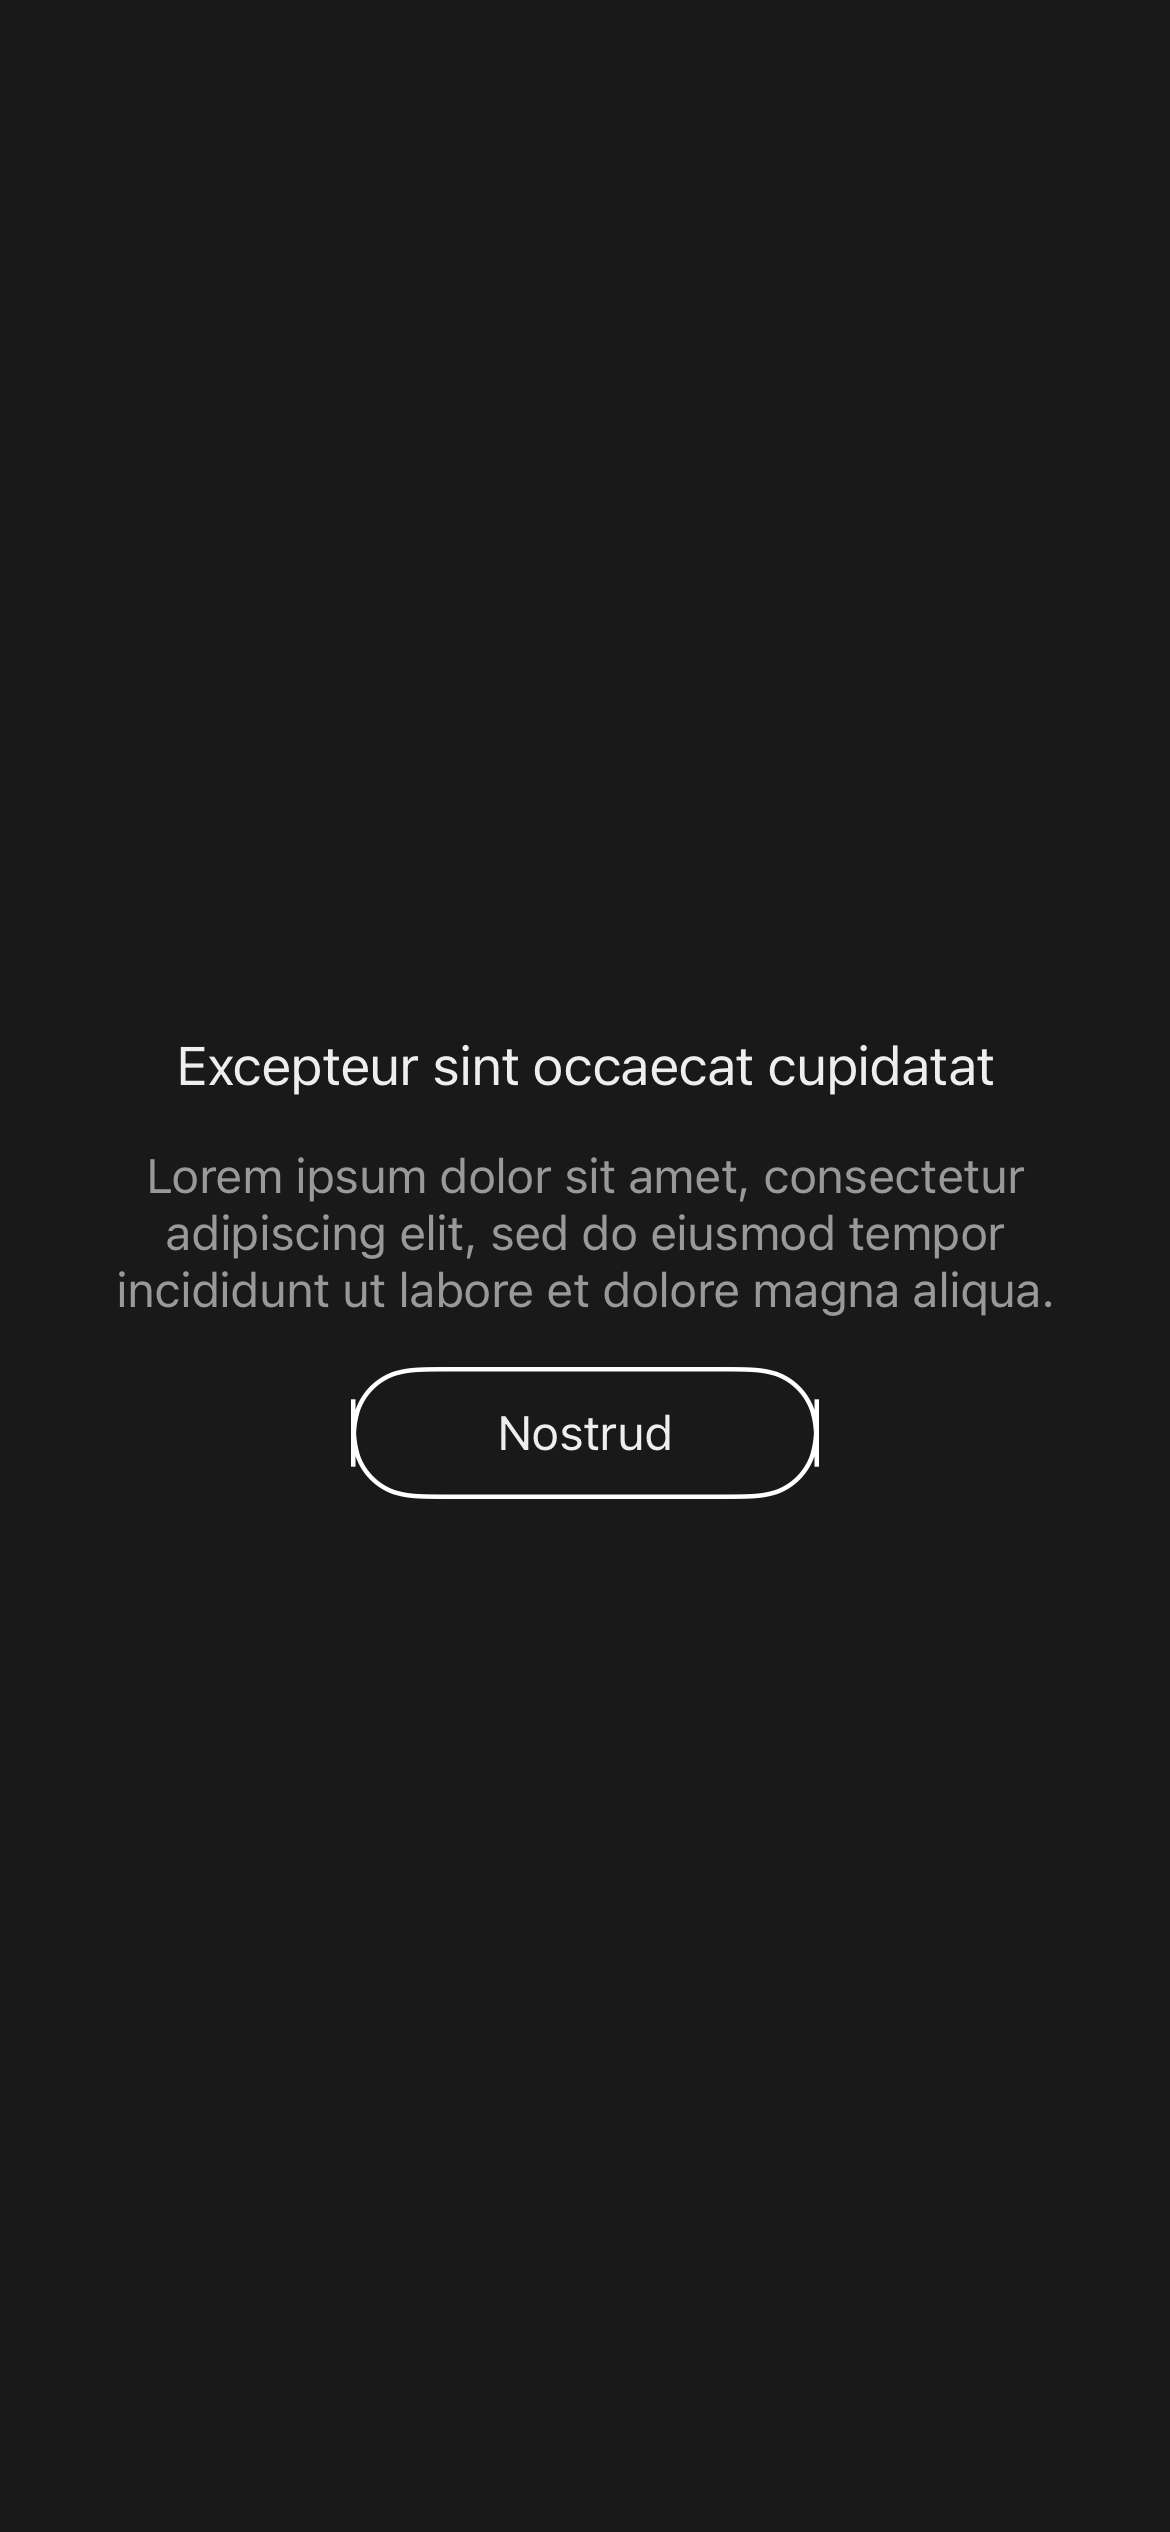 Excepteur sint occaecat cupidatat
Lorem ipsum dolor sit amet, consectetur
adipiscing elit, sed do eiusmod tempor
incididunt ut labore et dolore magna aliqua.
Nostrud